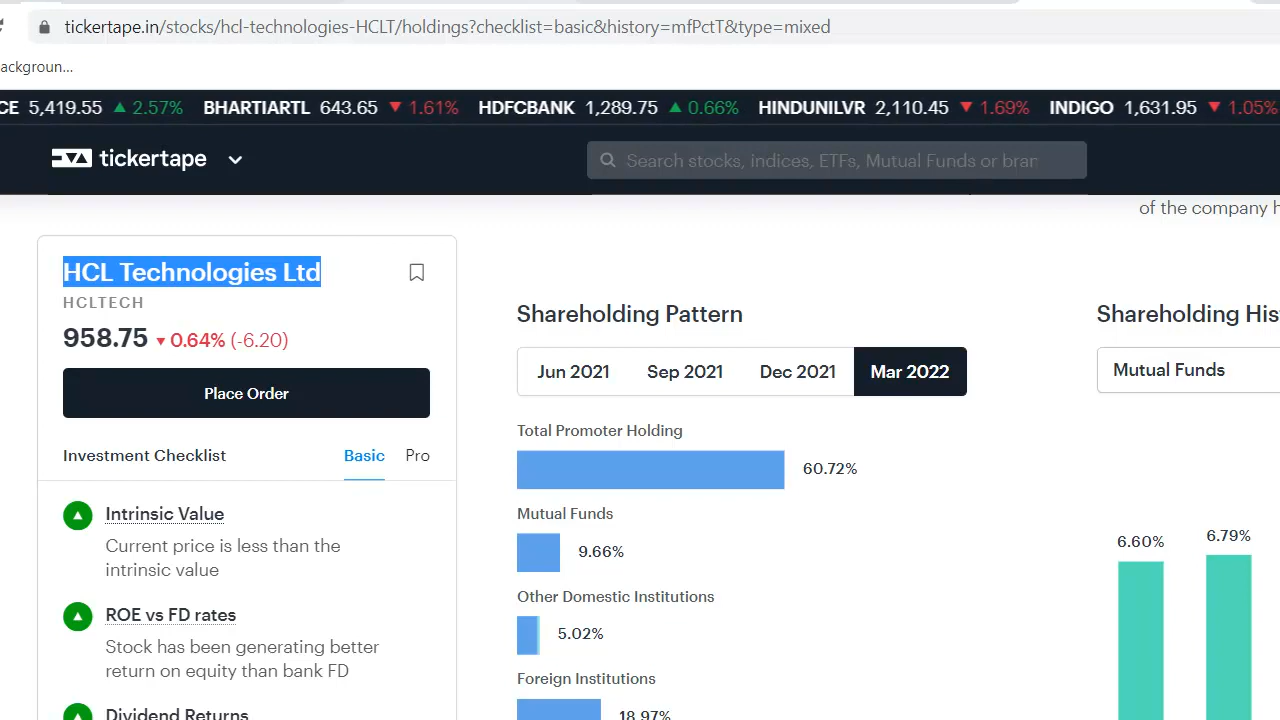 tickertape.in/stocks/hcl-technologies-HCLT/holdings?checklist=basic&history=mfPctT&type=mixed
ackgroun...
CE 5,419.55 ▲ 2.57% BHARTIARTL 643.65 ▼ 1.61% HDFCBANK 1,289.75 ▲ 0.66% HINDUNILVR 2,110.45 ▼ 1.69% INDIGO 1,631.95 ▼ 1.05%
tickertape
Search stocks, indices, ETFs, Mutual Funds or bran
of the company h
HCL Technologies Ltd
HCLTECH
958.75 ▼ 0.64% (-6.20)
Place Order
Investment Checklist Basic Pro
Intrinsic Value
Current price is less than the
intrinsic value
ROE vs FD rates
Stock has been generating better
return on equity than bank FD
Dividend Returns
Shareholding Pattern
Jun 2021 Sep 2021 Dec 2021 Mar 2022
Total Promoter Holding
60.72%
Mutual Funds
9.66%
Other Domestic Institutions
5.02%
Foreign Institutions
18.97%
Shareholding His
Mutual Funds
6.60% 6.79%